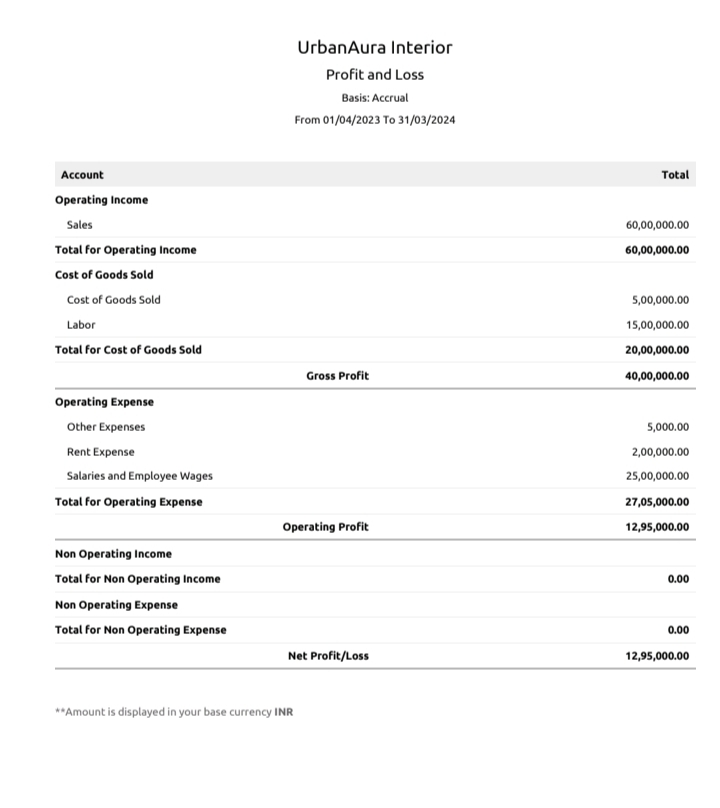 UrbanAura Interior
Profit and Loss
Basis: Accrual
From 01/04/2023 To 31/03/2024
Account Total
Operating Income
Sales 60,00,000.00
Total for Operating Income 60,00,000.00
Cost of Goods Sold
Cost of Goods Sold 5,00,000.00
Labor 15,00,000.00
Total for Cost of Goods Sold 20,00,000.00
Gross Profit 40,00,000.00
Operating Expense
Other Expenses 5,000.00
Rent Expense 2,00,000.00
Salaries and Employee Wages 25,00,000.00
Total for Operating Expense 27,05,000.00
Operating Profit 12,95,000.00
Non Operating Income
Total for Non Operating Income 0.00
Non Operating Expense
Total for Non Operating Expense 0.00
Net Profit/Loss 12,95,000.00
**Amount is displayed in your base currency INR